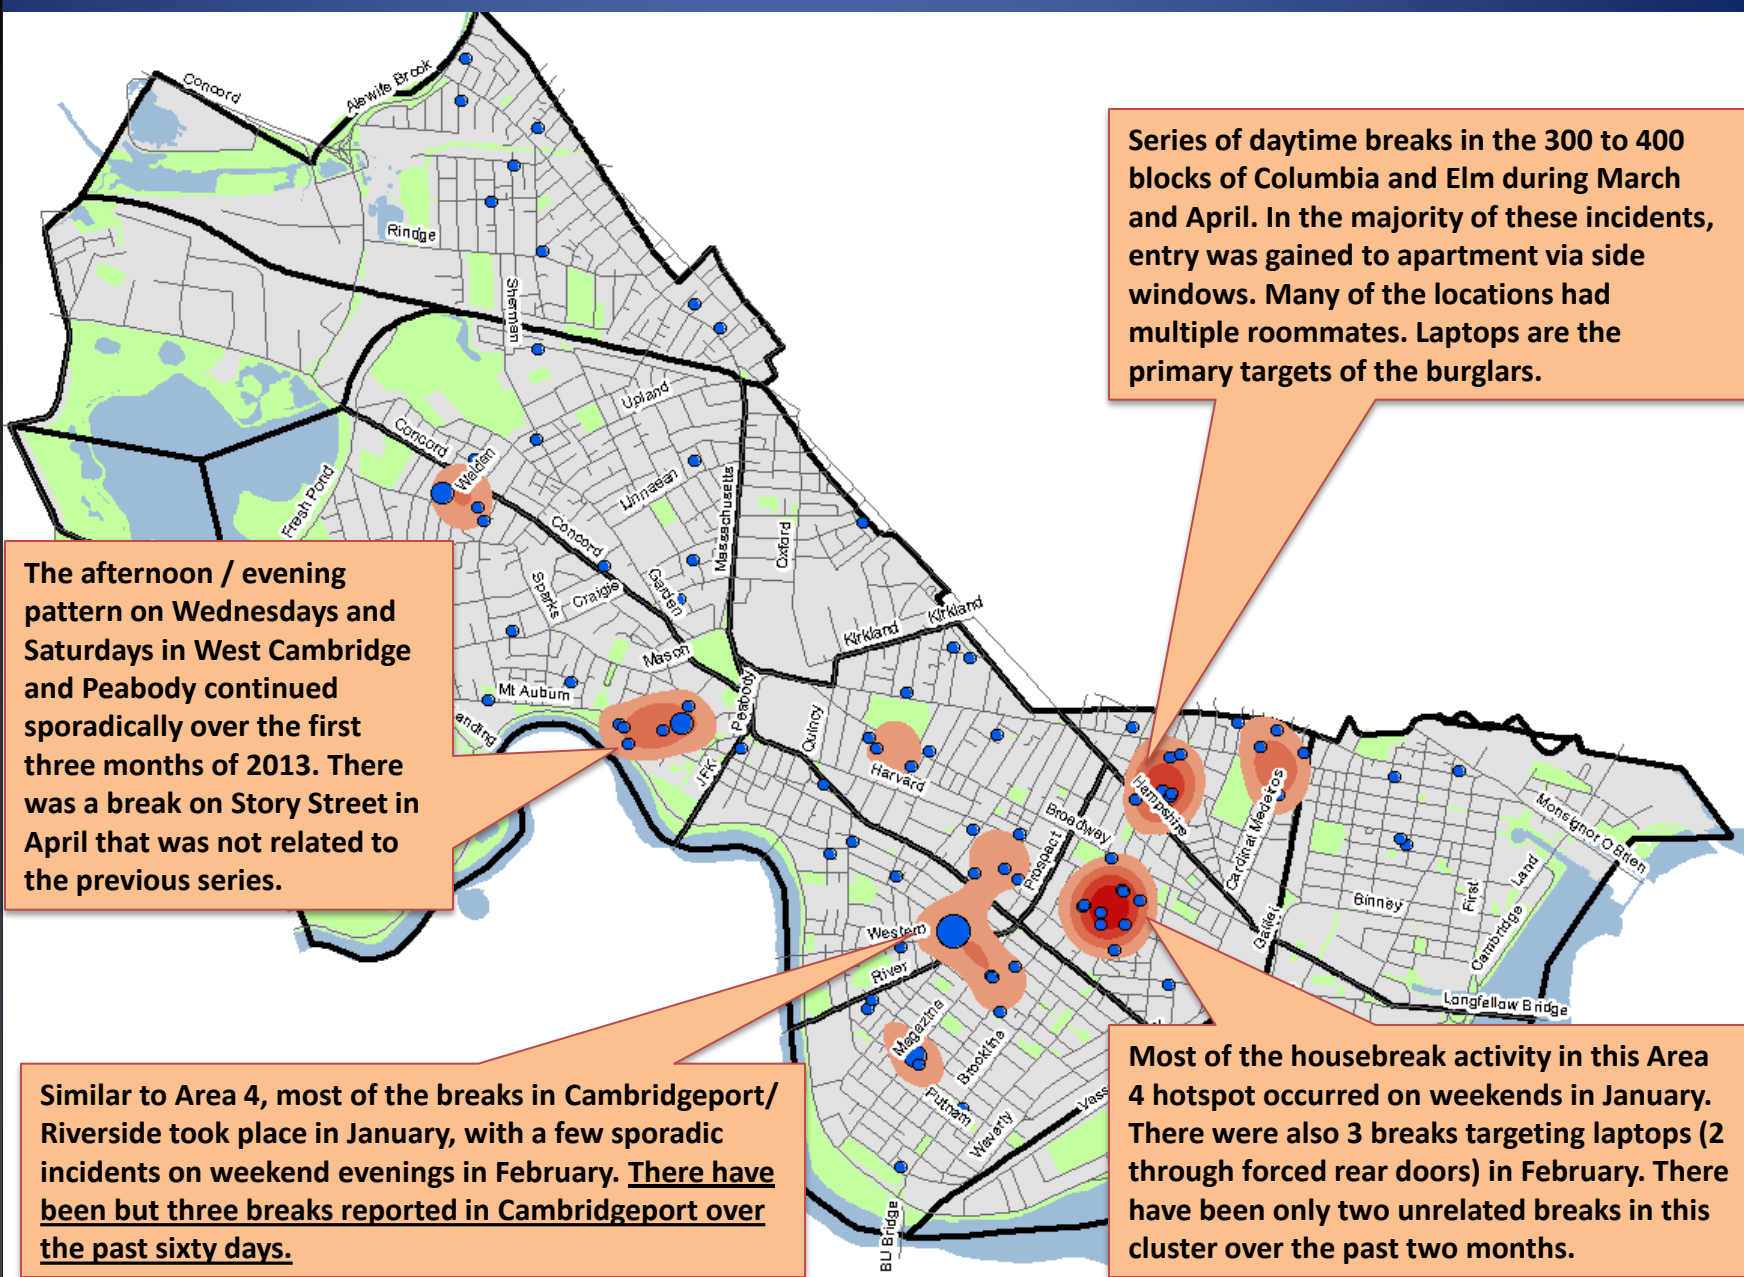 Concord
Alewife Brook
Rindge
Sherman
Upland
Concord
Walden
Linnaean
Massachusetts
Oxford
Fresh Pond
Concord
Sparks
Craigie
Garden
Mason
Mt Auburn
anding
Kirkland
Kirkland
Peabody
Quincy
JFK
Harvard
Hampshire
Broadway
Prospect
Cardinal Medeiros
Monsignor O'Brien
Land
First
Binney
Cambridge
Galilei
Longfellow Bridge
Western
River
Magazine
Brookline
Putnam
Waverly
Vass
BU Bridge
Series of daytime breaks in the 300 to 400
blocks of Columbia and Elm during March
and April. In the majority of these incidents,
entry was gained to apartment via side
windows. Many of the locations had
multiple roommates. Laptops are the
primary targets of the burglars.
The afternoon / evening
pattern on Wednesdays and
Saturdays in West Cambridge
and Peabody continued
sporadically over the first
three months of 2013. There
was a break on Story Street in
April that was not related to
the previous series.
Similar to Area 4, most of the breaks in Cambridgeport/
Riverside took place in January, with a few sporadic
incidents on weekend evenings in February. There have
been but three breaks reported in Cambridgeport over
the past sixty days.
Most of the housebreak activity in this Area
4 hotspot occurred on weekends in January.
There were also 3 breaks targeting laptops (2
through forced rear doors) in February. There
have been only two unrelated breaks in this
cluster over the past two months.